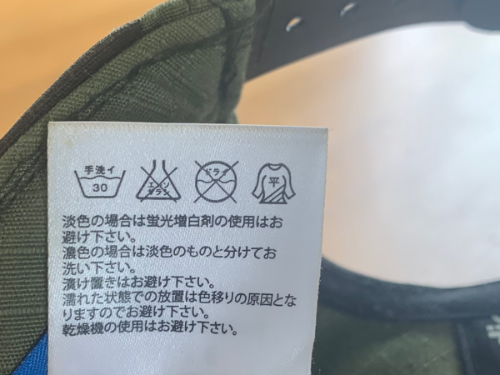 手洗イ
30
エンソ
サラシ
ドライ
平
淡色の場合は蛍光増白剤の使用はお
避け下さい。
濃色の場合は淡色のものと分けてお
洗い下さい。
漬け置きはお避け下さい。
濡れた状態での放置は色移りの原因とな
りますのでお避け下さい。
乾燥機の使用はお避け下さい。